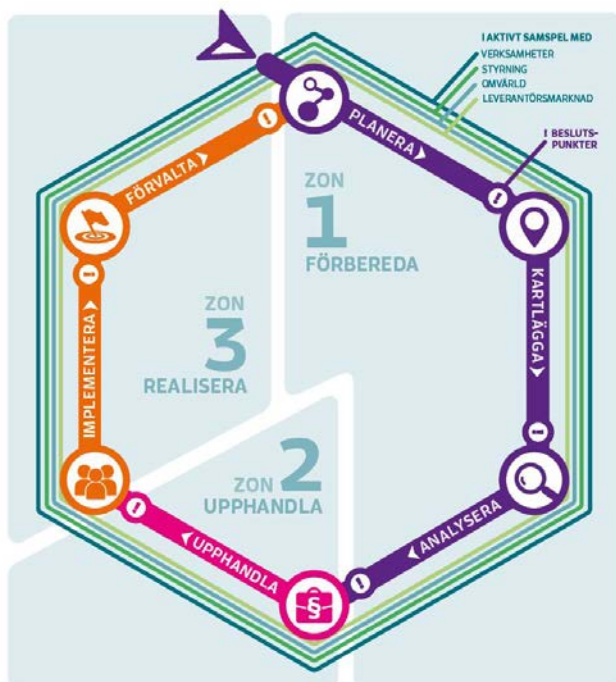 I AKTIVT SAMSPEL MED
VERKSAMHETER
STYRNING
OMVÄRLD
LEVERANTÖRSMARKNAD
! BESLUTS-
PUNKTER
PLANERA
KARTLÄGGA
ANALYSERA
UPPHANDLA
IMPLEMENTERA
FÖRVALTA
ZON
1
FÖRBEREDA
ZON
3
REALISERA
ZON 2
UPPHANDLA
§
!
!
!
!
!
!